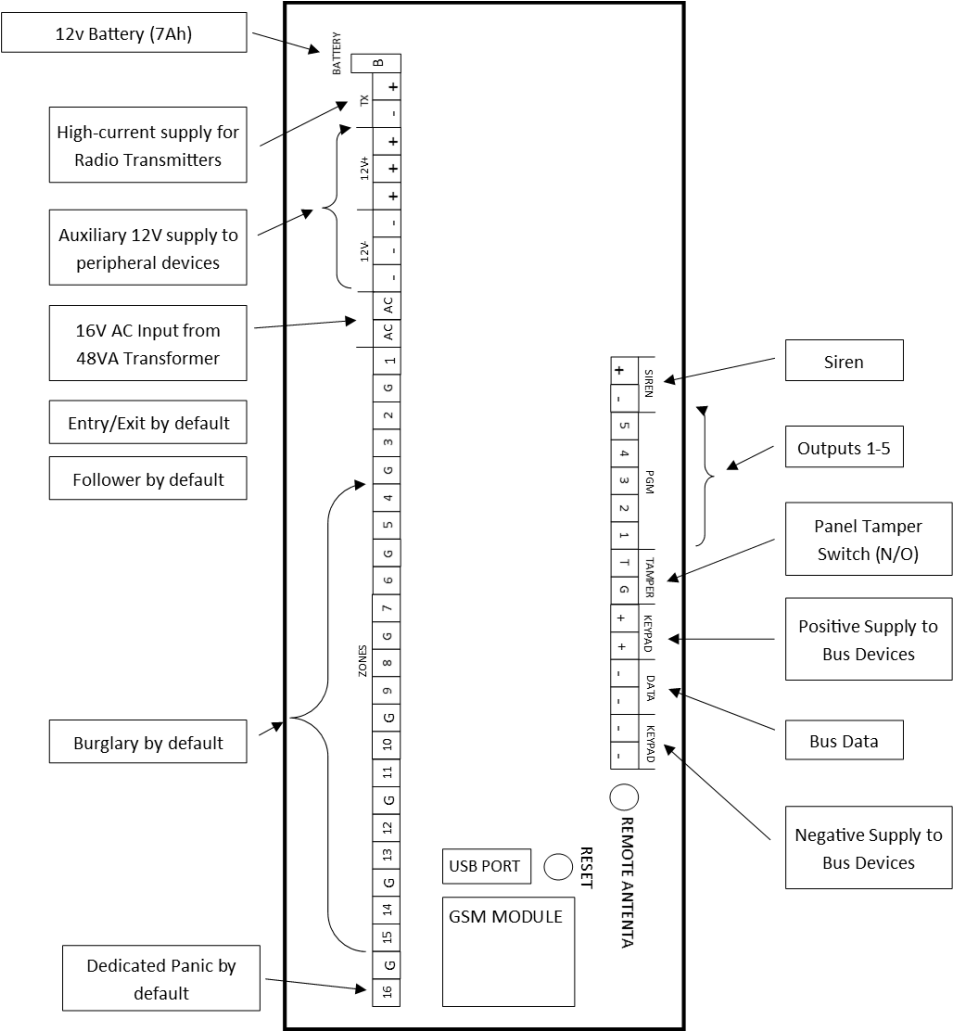 12v Battery (7Ah)
High-current supply for
Radio Transmitters
Auxiliary 12V supply to
peripheral devices
16V AC Input from
48VA Transformer
Entry/Exit by default
Follower by default
Burglary by default
Dedicated Panic by
default
BATTERY
TX
12V+
12V-
ZONES
B
+
-
+
+
+
-
-
-
AC
AC
1
G
2
3
G
4
5
G
6
7
G
8
9
G
10
11
G
12
13
G
14
15
G
16
USB PORT
RESET
GSM MODULE
+
-
5
4
3
2
1
T
G
+
+
-
-
-
-
SIREN
PGM
TAMPER
KEYPAD
DATA
KEYPAD
REMOTE ANTENTA
Siren
Outputs 1-5
Panel Tamper
Switch (N/O)
Positive Supply to
Bus Devices
Bus Data
Negative Supply to
Bus Devices